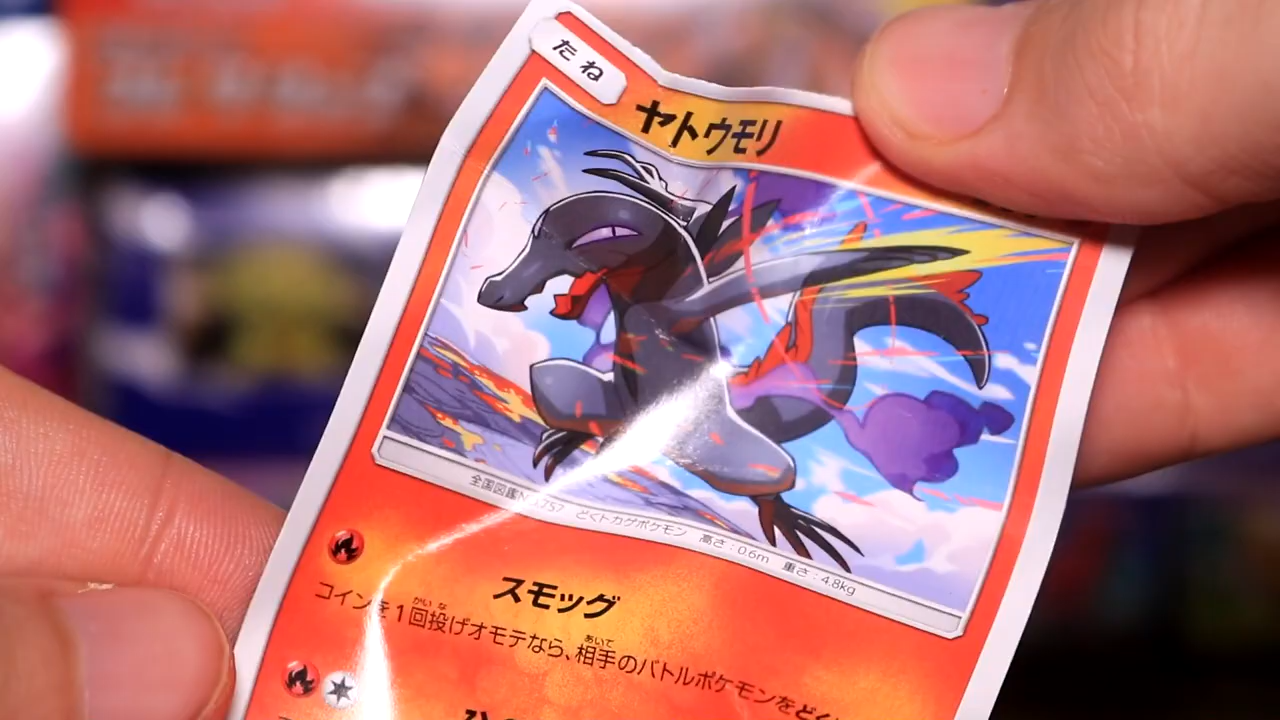 たね
ヤトウモリ
全国図鑑No.757 どくトカゲポケモン 高さ:0.6m 重さ:4.8kg
スモッグ
コインを1回投げオモテなら、相手のバトルポケモンをどく